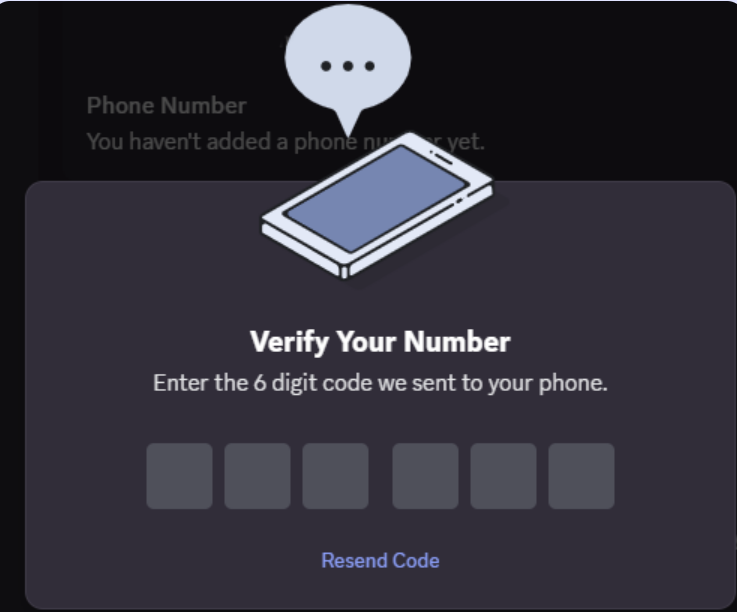 Phone Number
You haven't added a phone number yet.
Verify Your Number
Enter the 6 digit code we sent to your phone.
Resend Code